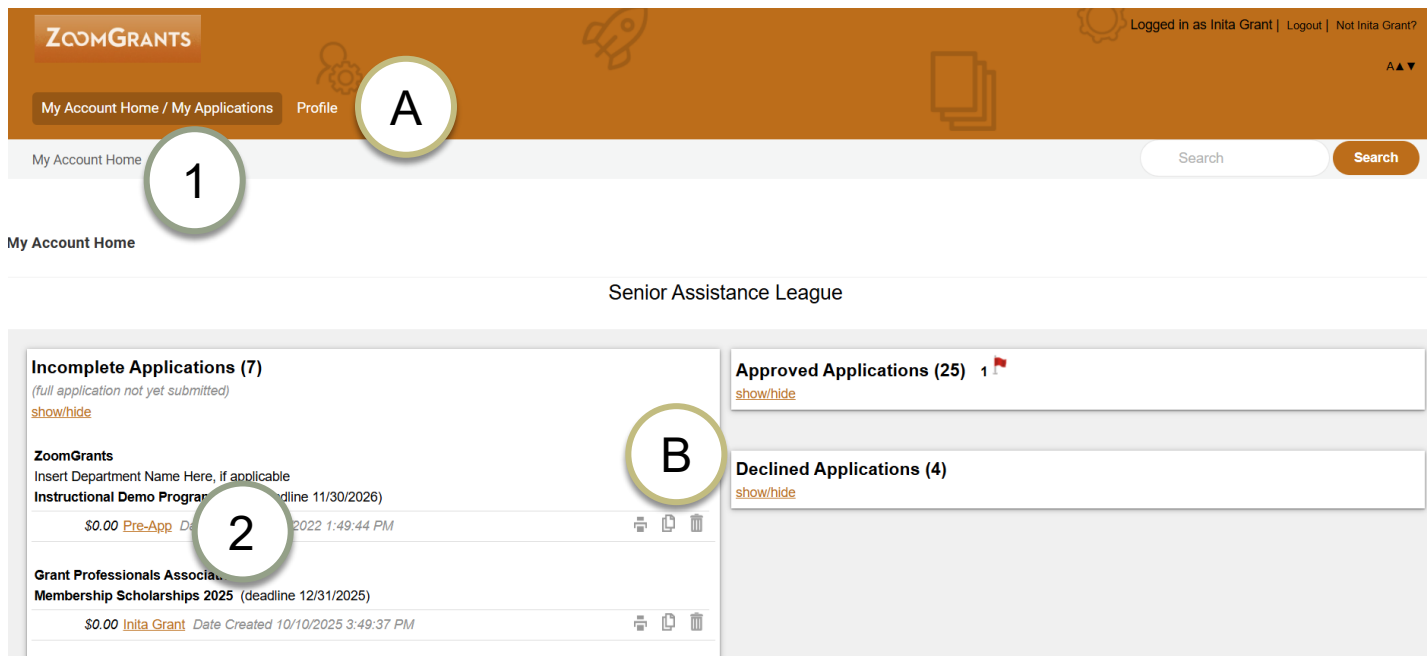 ZOOMGRANTS
Logged in as Inita Grant | Logout | Not Inita Grant?
A▲▼
My Account Home / My Applications Profile A
My Account Home
1
Search Search
My Account Home
Senior Assistance League
Incomplete Applications (7)
(full application not yet submitted)
show/hide
ZoomGrants
Insert Department Name Here, if applicable
Instructional Demo deadline 11/30/2026)
$0.00 Pre-App 2022 1:49:44 PM
2
B
Grant Professionals
Membership Scholarships 2025 (deadline 12/31/2025)
$0.00 Inita Grant Date Created 10/10/2025 3:49:37 PM
Approved Applications (25) 1
show/hide
Declined Applications (4)
show/hide